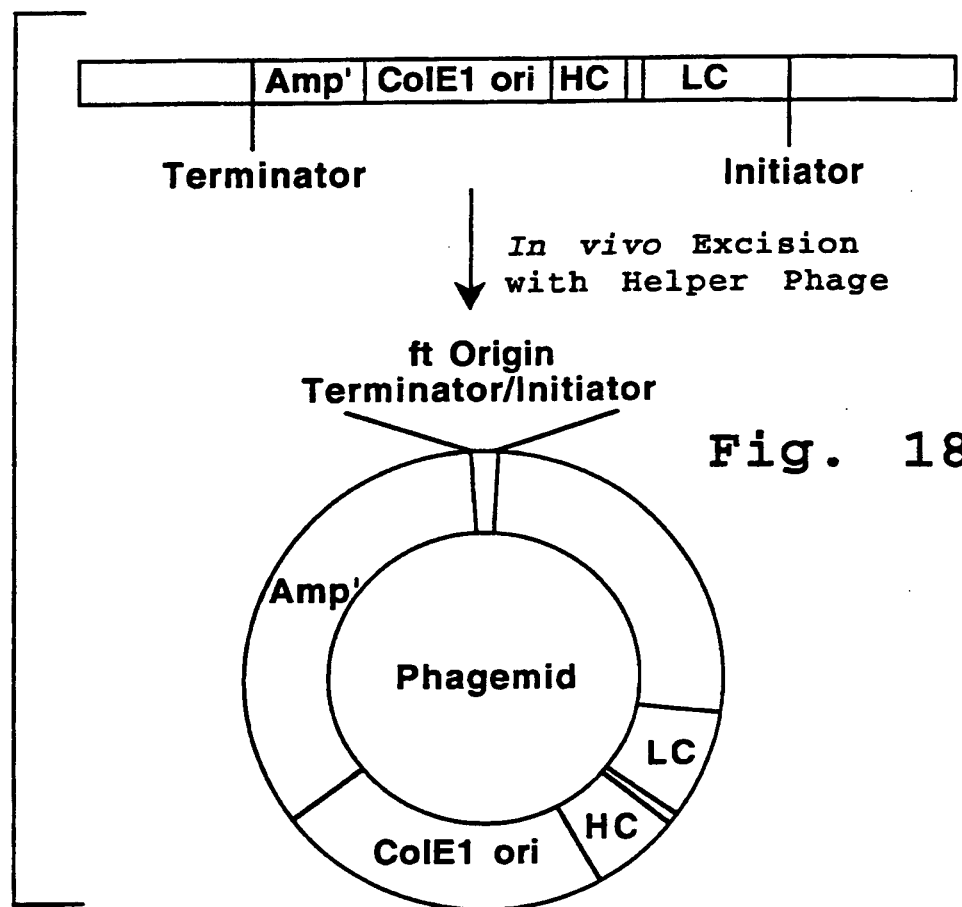 Amp' ColE1 ori HC LC
Terminator Initiator
In vivo Excision
with Helper Phage
ft Origin
Terminator/Initiator
Fig. 18
Amp'
Phagemid
LC
HC
ColE1 ori